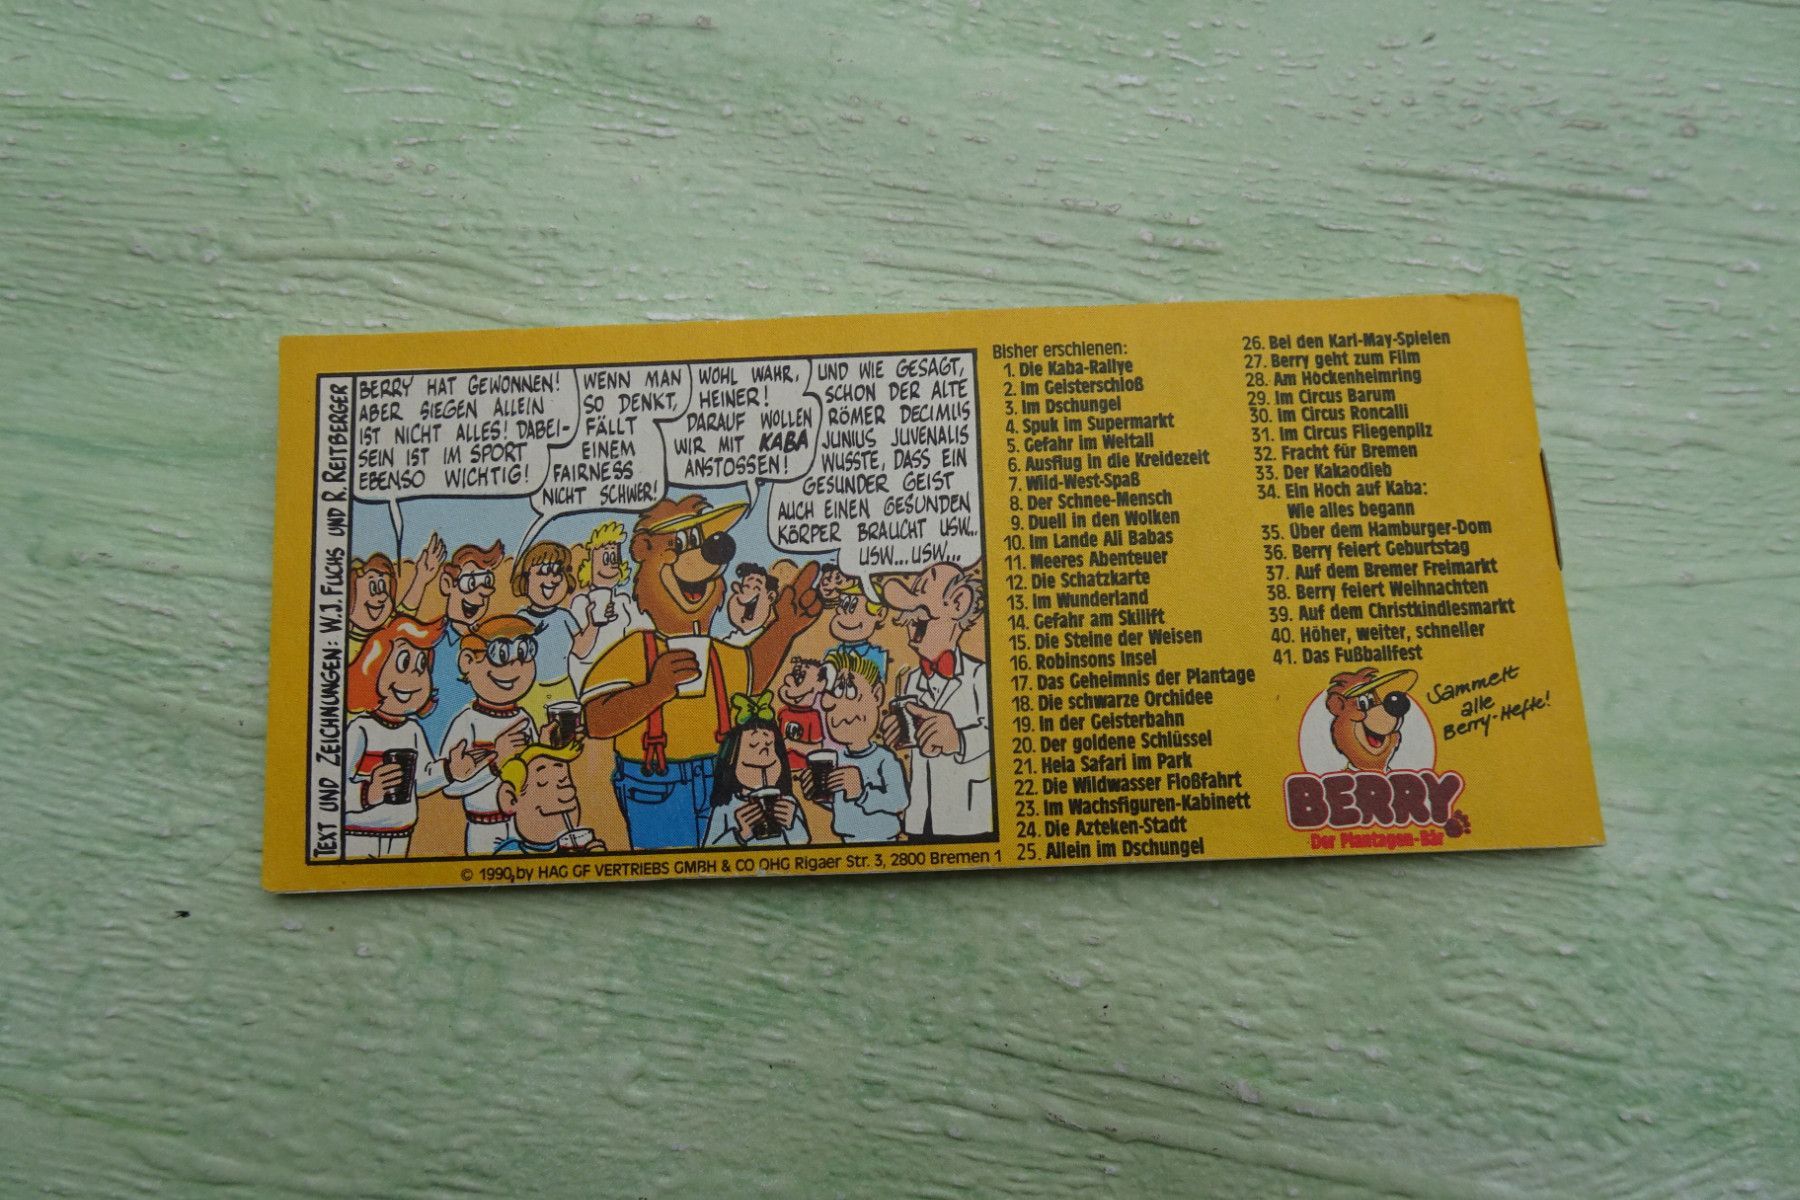 TEXT UND ZEICHNUNGEN: W.J. FUCHS UND R. REITBERGER
BERRY HAT GEWONNEN!
ABER SIEGEN ALLEIN
IST NICHT ALLES! DABEI-
SEIN IST IM SPORT
EBENSO WICHTIG!
WENN MAN
SO DENKT,
FÄLLT
EINEM
FAIRNESS
NICHT SCHWER!
WOHL WAHR,
HEINER!
DARAUF WOLLEN
WIR MIT KABA
ANSTOSSEN!
UND WIE GESAGT,
SCHON DER ALTE
RÖMER DECIMUS
JUNIUS JUVENALIS
WUSSTE, DASS EIN
GESUNDER GEIST
AUCH EINEN GESUNDEN
KÖRPER BRAUCHT USW...
USW...USW...
© 1990, by HAG GF VERTRIEBS GMBH & CO OHG Rigaer Str. 3, 2800 Bremen 1
Bisher erschienen:
1. Die Kaba-Rallye
2. Im Geisterschloß
3. Im Dschungel
4. Spuk im Supermarkt
5. Gefahr im Weltall
6. Ausflug in die Kreidezeit
7. Wild-West-Spaß
8. Der Schnee-Mensch
9. Duell in den Wolken
10. Im Lande Ali Babas
11. Meeres Abenteuer
12. Die Schatzkarte
13. Im Wunderland
14. Gefahr am Skilift
15. Die Steine der Weisen
16. Robinsons Insel
17. Das Geheimnis der Plantage
18. Die schwarze Orchidee
19. In der Geisterbahn
20. Der goldene Schlüssel
21. Hela Safari im Park
22. Die Wildwasser Floßfahrt
23. Im Wachsfiguren-Kabinett
24. Die Azteken-Stadt
25. Allein im Dschungel
26. Bei den Karl-May-Spielen
27. Berry geht zum Film
28. Am Hockenheimring
29. Im Circus Barum
30. Im Circus Roncalli
31. Im Circus Fliegenpilz
32. Fracht für Bremen
33. Der Kakaodieb
34. Ein Hoch auf Kaba:
Wie alles begann
35. Über dem Hamburger-Dom
36. Berry feiert Geburtstag
37. Auf dem Bremer Freimarkt
38. Berry feiert Weihnachten
39. Auf dem Christkindlesmarkt
40. Höher, weiter, schneller
41. Das Fußballfest
Sammelt
alle
Berry-Hefte!
BERRY
Der Plantagen-Bär